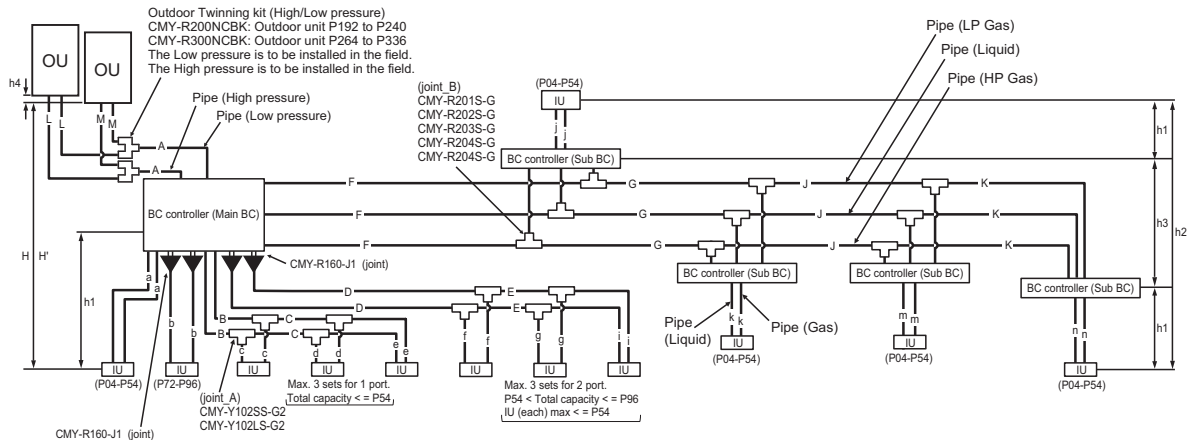 Outdoor Twinning kit (High/Low pressure)
CMY-R200NCBK: Outdoor unit P192 to P240
CMY-R300NCBK: Outdoor unit P264 to P336
The Low pressure is to be installed in the field.
The High pressure is to be installed in the field.
OU
OU
h4
L
L
M
M
Pipe (High pressure)
Pipe (Low pressure)
A
A
Pipe (LP Gas)
Pipe (Liquid)
Pipe (HP Gas)
(joint_B)
CMY-R201S-G
CMY-R202S-G
CMY-R203S-G
CMY-R204S-G
CMY-R204S-G
(P04-P54)
IU
j
j
BC controller (Sub BC)
h1
h3
h2
h1
H
H'
h1
BC controller (Main BC)
F
G
J
K
F
G
J
K
F
G
J
K
CMY-R160-J1 (joint)
BC controller (Sub BC)
BC controller (Sub BC)
BC controller (Sub BC)
a
a
b
b
B
C
B
C
D
E
D
E
c
c
d
d
e
e
f
f
g
g
i
i
Pipe
(Liquid)
k
k
Pipe (Gas)
m
m
n
n
IU
(P04-P54)
IU
(P04-P54)
IU
(P04-P54)
IU
(P04-P54)
IU
(P72-P96)
IU
IU
IU
IU
IU
IU
(joint_A)
CMY-Y102SS-G2
CMY-Y102LS-G2
Max. 3 sets for 1 port.
Total capacity < = P54
Max. 3 sets for 2 port.
P54 < Total capacity < = P96
IU (each) max < = P54
CMY-R160-J1 (joint)